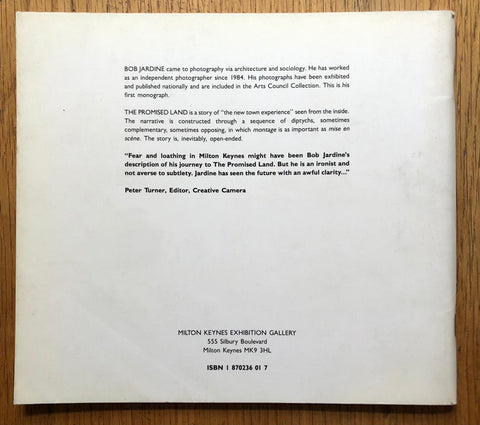 BOB JARDINE came to photography via architecture and sociology. He has worked
as an independent photographer since 1984. His photographs have been exhibited
and published nationally and are included in the Arts Council Collection. This is
his first monograph.
THE PROMISED LAND is a story of "the new town experience" seen from the inside.
The narrative is constructed through a sequence of diptychs, sometimes
complementary, sometimes opposing, in which montage is as important as mise en
scène. The story is, inevitably, open-ended.
"Fear and loathing in Milton Keynes might have been Bob Jardine's
description of his journey to The Promised Land. But he is an ironist and
not averse to subtlety. Jardine has seen the future with an awful clarity..."
Peter Turner, Editor, Creative Camera
MILTON KEYNES EXHIBITION GALLERY
555 Silbury Boulevard
Milton Keynes MK9 3HL
ISBN 1 870236 01 7